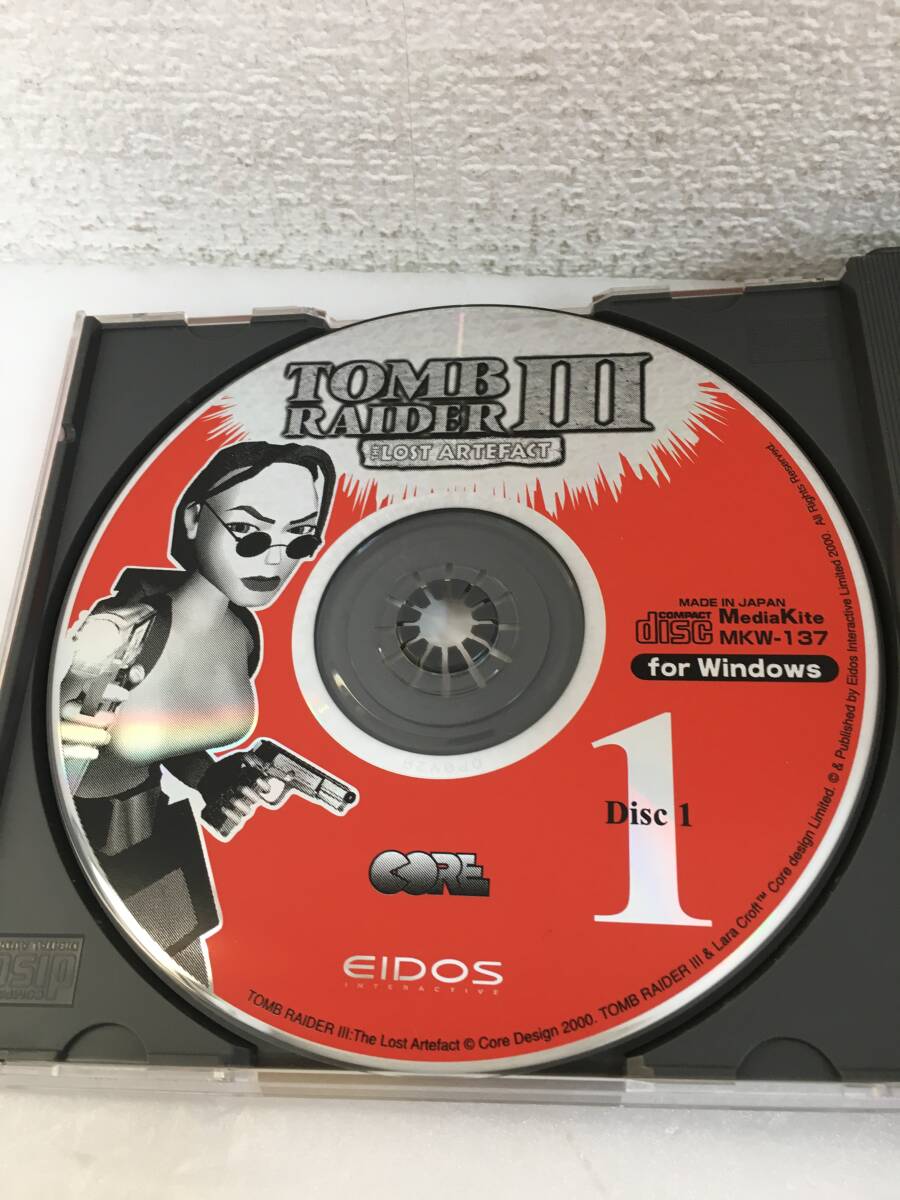 TOMB
RAIDER III
THE LOST ARTEFACT
MADE IN JAPAN
COMPACT disc MediaKite
MKW-137
for Windows
1
Disc 1
CORE
EIDOS
INTERACTIVE
TOMB RAIDER III:The Lost Artefact © Core Design 2000. TOMB RAIDER III & Lara Croft™ Core design Limited. © & Published by Eidos Interactive Limited 2000. All Rights Reserved.